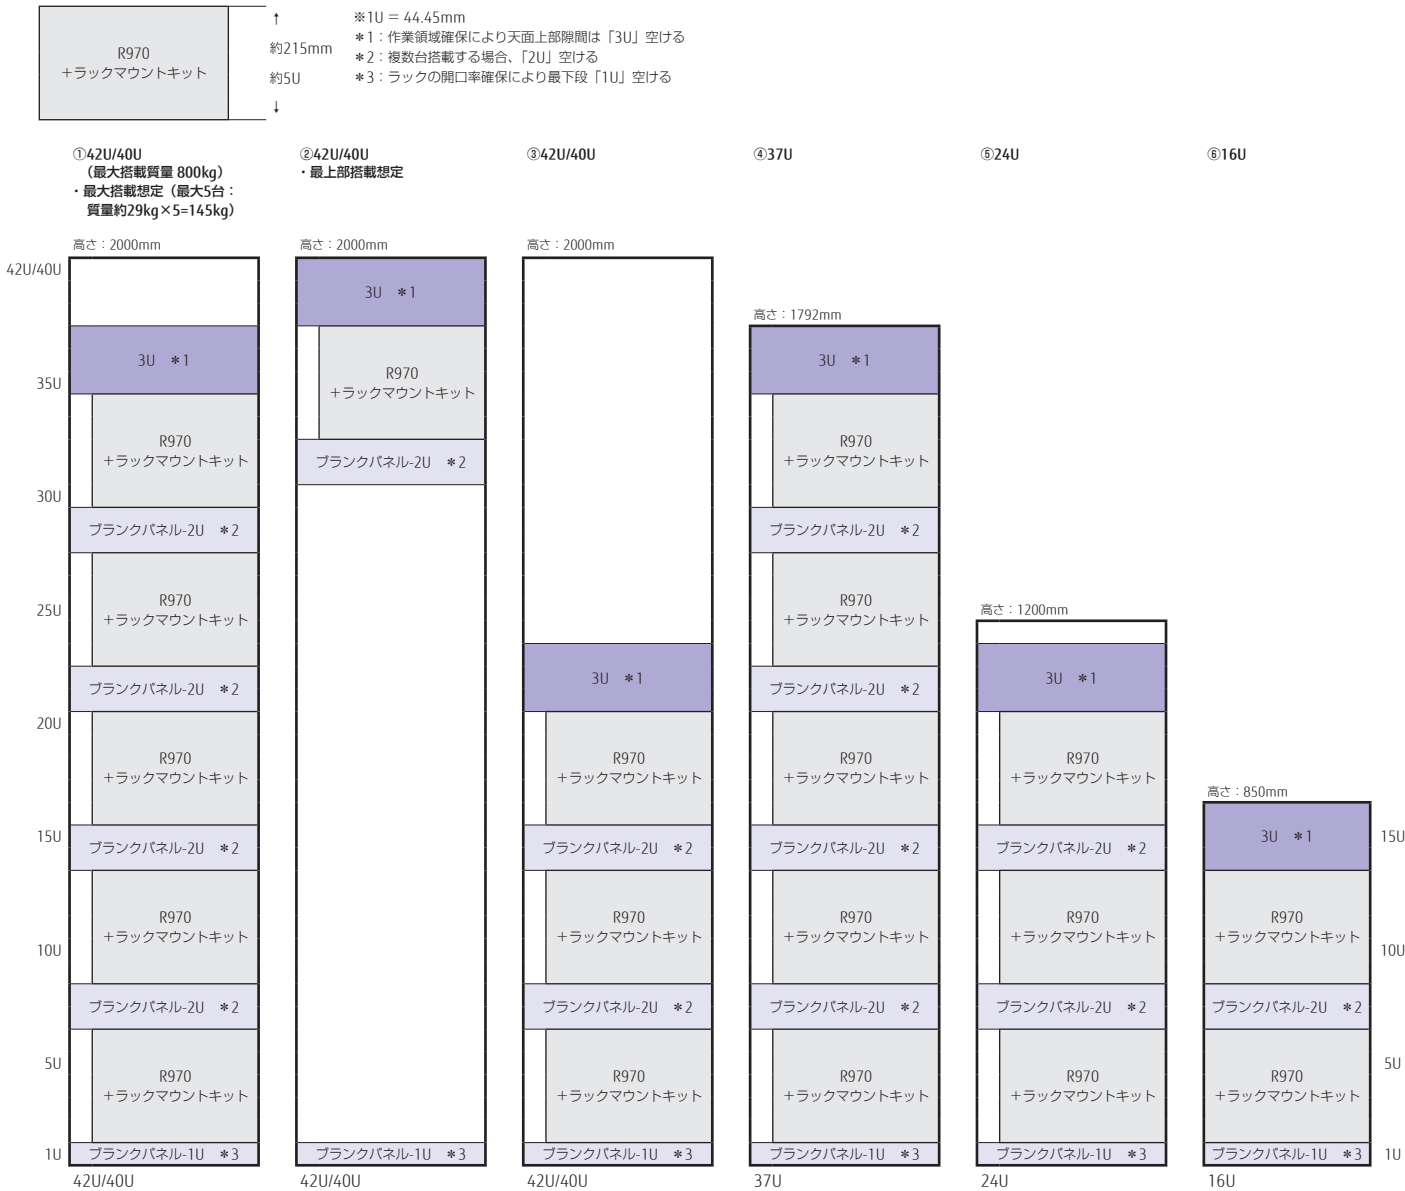 R970
＋ラックマウントキット
↑
約215mm
約5U
↓
※1U = 44.45mm
＊1：作業領域確保により天面上部隙間は「3U」空ける
＊2：複数台搭載する場合、「2U」空ける
＊3：ラックの開口率確保により最下段「1U」空ける
①42U/40U
（最大搭載質量 800kg）
・最大搭載想定（最大5台：
質量約29kg×5=145kg）
②42U/40U
・最上部搭載想定
③42U/40U
④37U
⑤24U
⑥16U
42U/40U
35U
30U
25U
20U
15U
10U
5U
1U
高さ：2000mm
3U ＊1
R970
＋ラックマウントキット
ブランクパネル-2U ＊2
R970
＋ラックマウントキット
ブランクパネル-2U ＊2
R970
＋ラックマウントキット
ブランクパネル-2U ＊2
R970
＋ラックマウントキット
ブランクパネル-2U ＊2
R970
＋ラックマウントキット
ブランクパネル-1U ＊3
42U/40U
高さ：2000mm
3U ＊1
R970
＋ラックマウントキット
ブランクパネル-2U ＊2
ブランクパネル-1U ＊3
42U/40U
高さ：2000mm
3U ＊1
R970
＋ラックマウントキット
ブランクパネル-2U ＊2
R970
＋ラックマウントキット
ブランクパネル-2U ＊2
R970
＋ラックマウントキット
ブランクパネル-1U ＊3
42U/40U
高さ：1792mm
3U ＊1
R970
＋ラックマウントキット
ブランクパネル-2U ＊2
R970
＋ラックマウントキット
ブランクパネル-2U ＊2
R970
＋ラックマウントキット
ブランクパネル-2U ＊2
R970
＋ラックマウントキット
ブランクパネル-2U ＊2
R970
＋ラックマウントキット
ブランクパネル-1U ＊3
37U
高さ：1200mm
3U ＊1
R970
＋ラックマウントキット
ブランクパネル-2U ＊2
R970
＋ラックマウントキット
ブランクパネル-2U ＊2
R970
＋ラックマウントキット
ブランクパネル-1U ＊3
24U
高さ：850mm
3U ＊1
R970
＋ラックマウントキット
ブランクパネル-2U ＊2
R970
＋ラックマウントキット
ブランクパネル-1U ＊3
16U
15U
10U
5U
1U